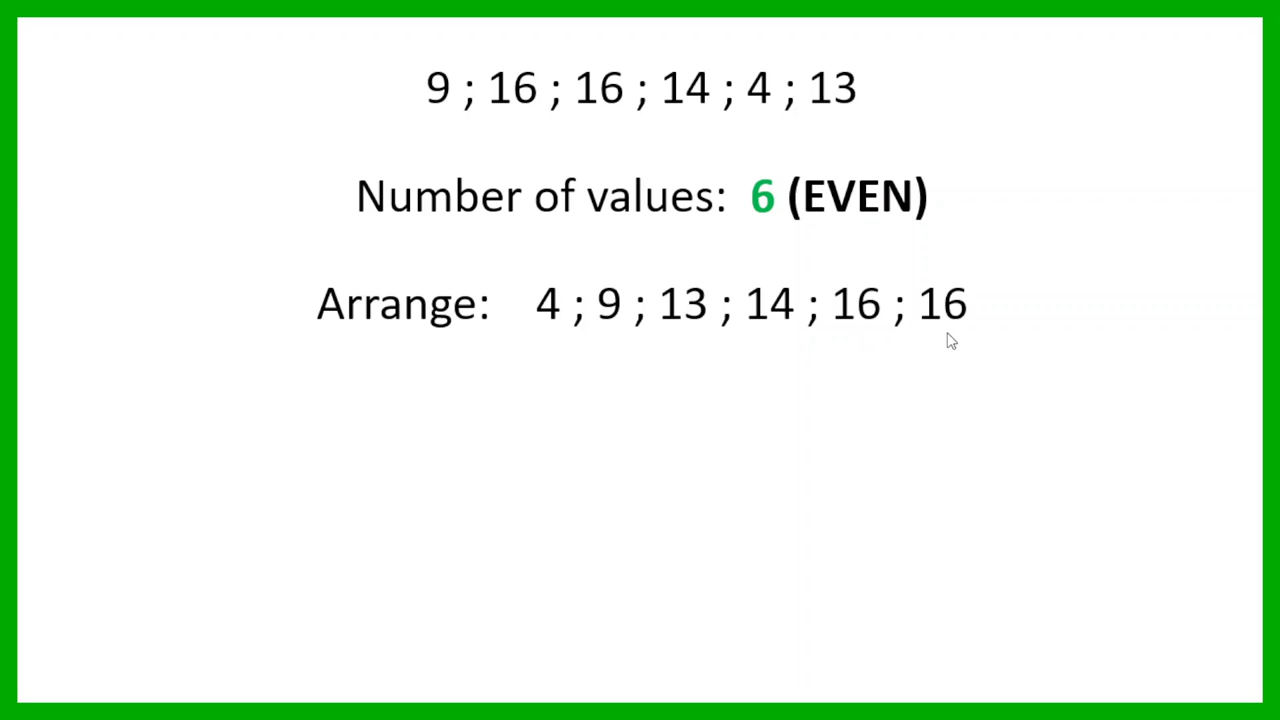 9 ; 16 ; 16 ; 14 ; 4 ; 13
Number of values: 6 (EVEN)
Arrange: 4 ; 9 ; 13 ; 14 ; 16 ; 16